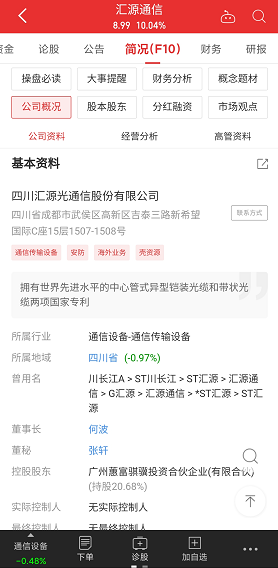 汇源通信
8.99 10.04%
资金 论股 公告 简况(F10) 财务 研报
操盘必读 大事提醒 财务分析 概念题材
公司概况 股本股东 分红融资 市场观点
公司资料 经营分析 高管资料
基本资料
四川汇源光通信股份有限公司
四川省成都市武侯区高新区吉泰三路新希望
国际C座15层1507-1508号
联系方式
通信传输设备 安防 海外业务 壳资源
拥有世界先进水平的中心管式异型铠装光缆和带状光
缆两项国家专利
所属行业 通信设备-通信传输设备
所属地域 四川省 (-0.97%)
曾用名 川长江A > ST川长江 > ST汇源 > 汇源通
信 > G汇源 > 汇源通信 > *ST汇源 > ST汇
源
董事长 何波
董秘 张轩
控股股东 广州蕙富骐骥投资合伙企业(有限合伙)
(持股20.68%)
实际控制人 无实际控制人
最终控制人 无最终控制人
通信设备
-0.48%
下单 诊股 加自选